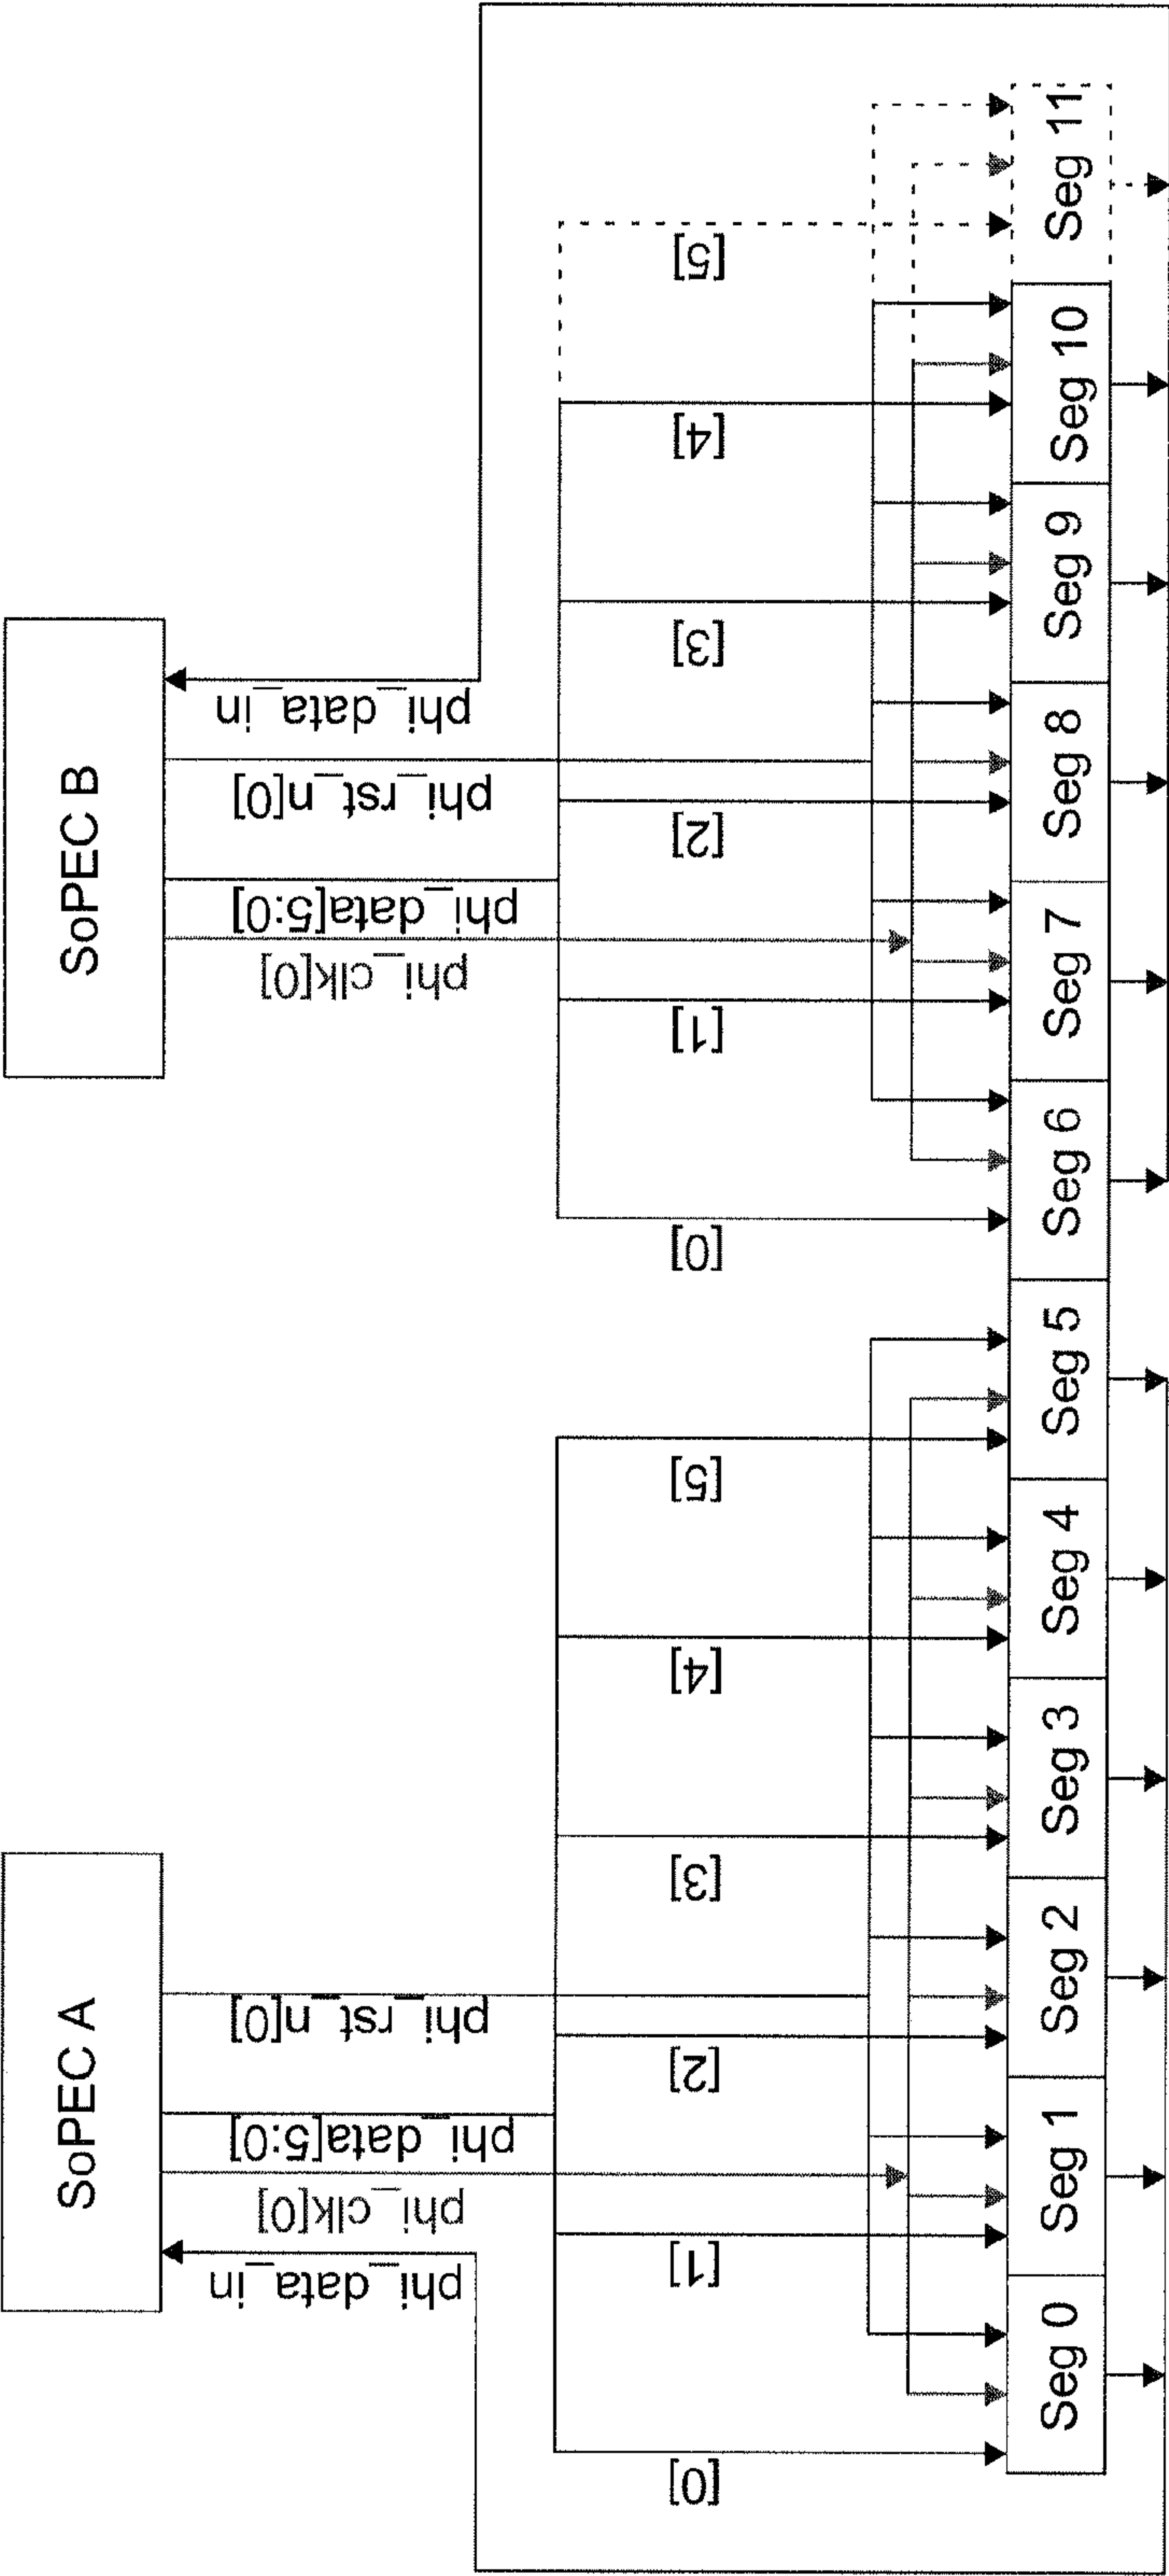 SoPEC A
SoPEC B
phi_data_in
phi_clk[0]
phi_data[5:0]
phi_rst_n[0]
phi_clk[0]
phi_data[5:0]
phi_rst_n[0]
phi_data_in
[0]
[1]
[2]
[3]
[4]
[5]
[0]
[1]
[2]
[3]
[4]
[5]
Seg 0
Seg 1
Seg 2
Seg 3
Seg 4
Seg 5
Seg 6
Seg 7
Seg 8
Seg 9
Seg 10
Seg 11